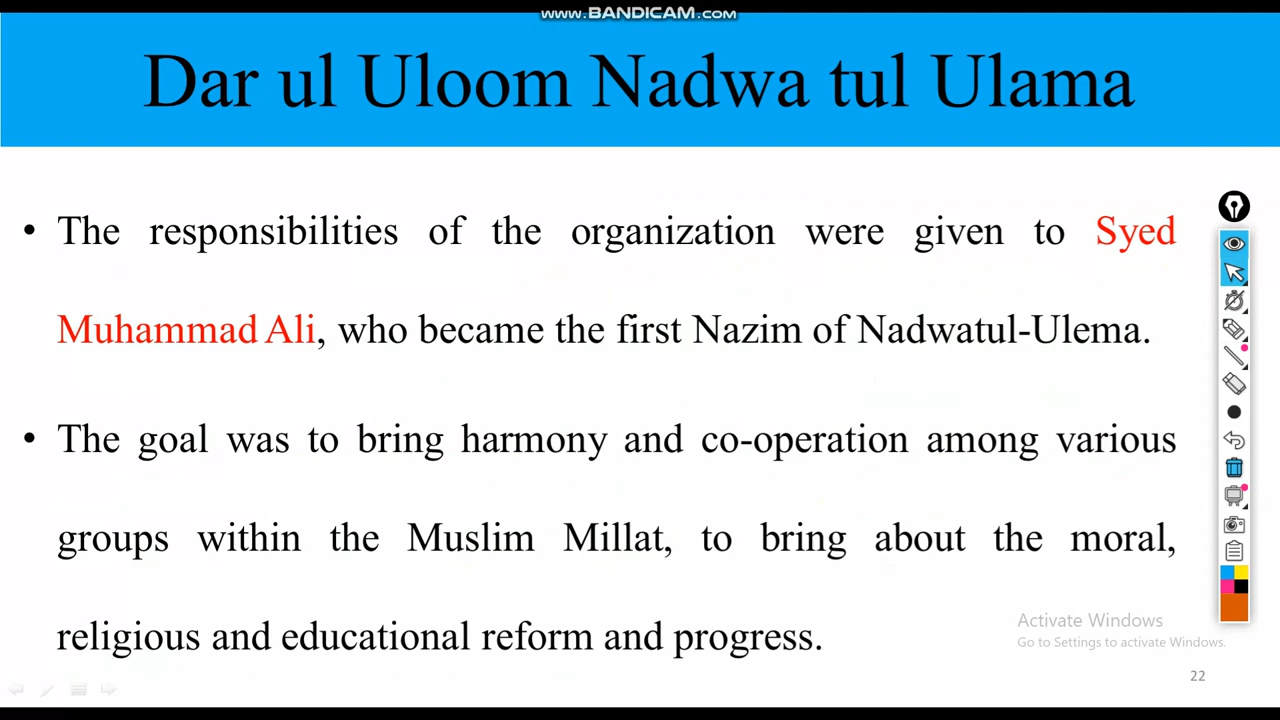 www.BANDICAM.com
Dar ul Uloom Nadwa tul Ulama
• The responsibilities of the organization were given to Syed
Muhammad Ali, who became the first Nazim of Nadwatul-Ulema.
• The goal was to bring harmony and co-operation among various
groups within the Muslim Millat, to bring about the moral,
religious and educational reform and progress.
Activate Windows
Go to Settings to activate Windows.
22